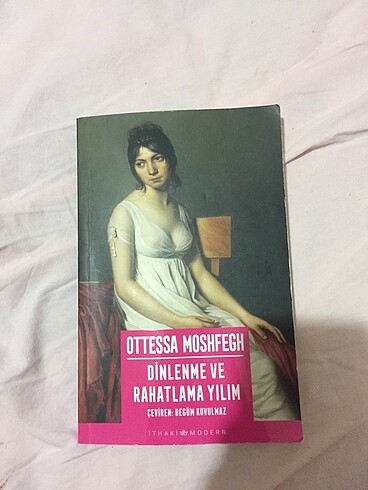 OTTESSA MOSHFEGH
DİNLENME VE
RAHATLAMA YILIM
ÇEVİREN: BEGÜM KOVULMAZ
İTHAKİ MODERN